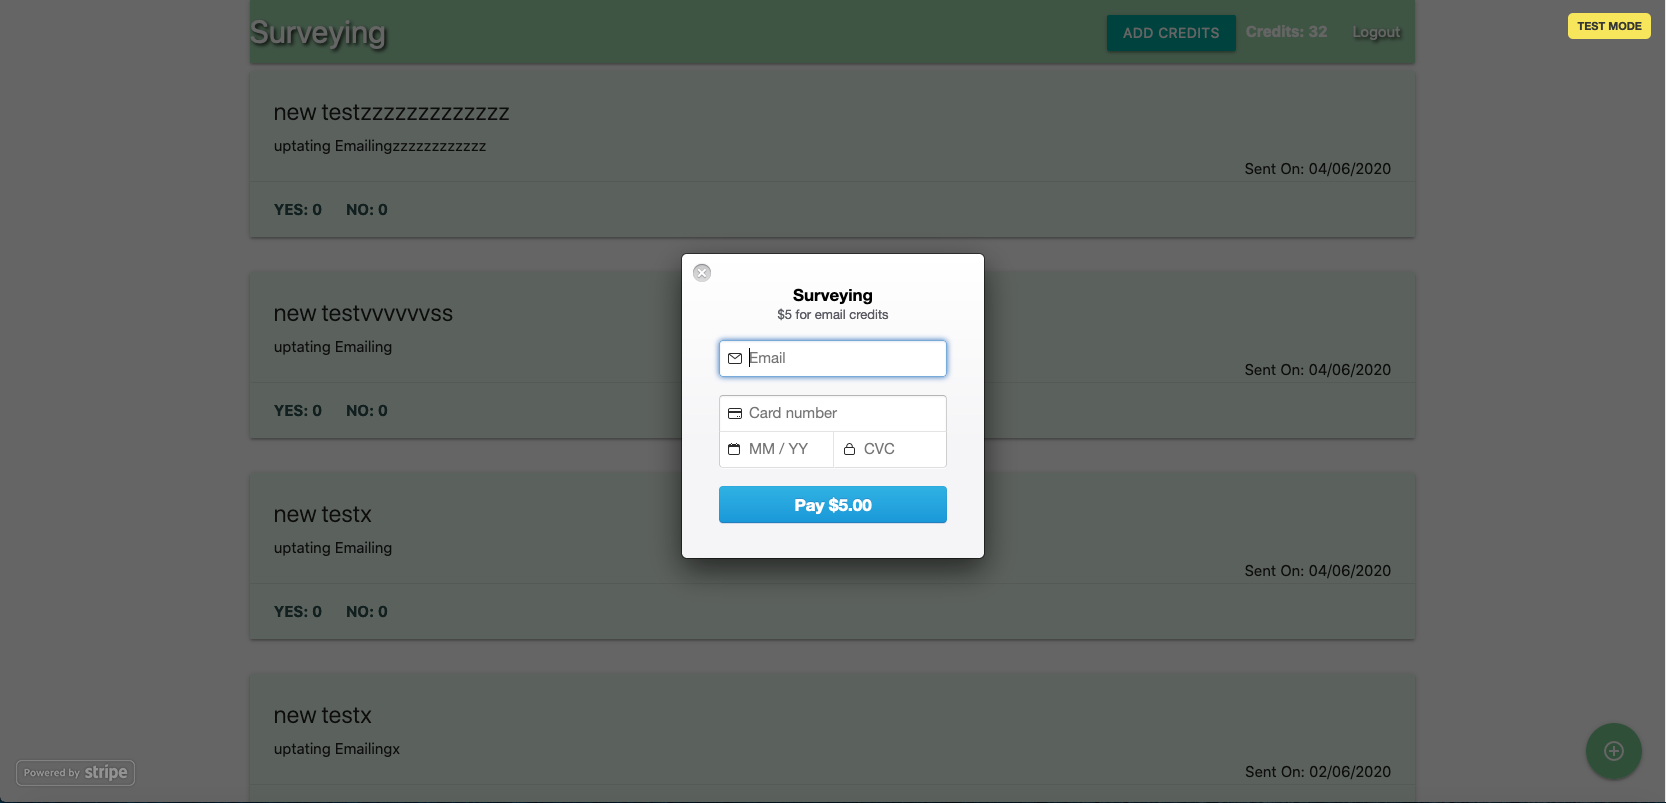 Surveying
ADD CREDITS
Credits: 32
Logout
TEST MODE
new testzzzzzzzzzzzzz
uptating Emailingzzzzzzzzzzzz
Sent On: 04/06/2020
YES: 0 NO: 0
new testvvvvvvss
uptating Emailing
Sent On: 04/06/2020
YES: 0 NO: 0
Surveying
$5 for email credits
Email
Card number
MM / YY
CVC
Pay $5.00
new testx
uptating Emailing
Sent On: 04/06/2020
YES: 0 NO: 0
new testx
uptating Emailingx
Sent On: 02/06/2020
Powered by stripe